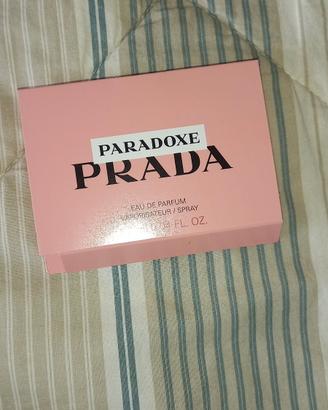 PARADOXE
PRADA
EAU DE PARFUM
VAPORISATEUR / SPRAY
FL. OZ.